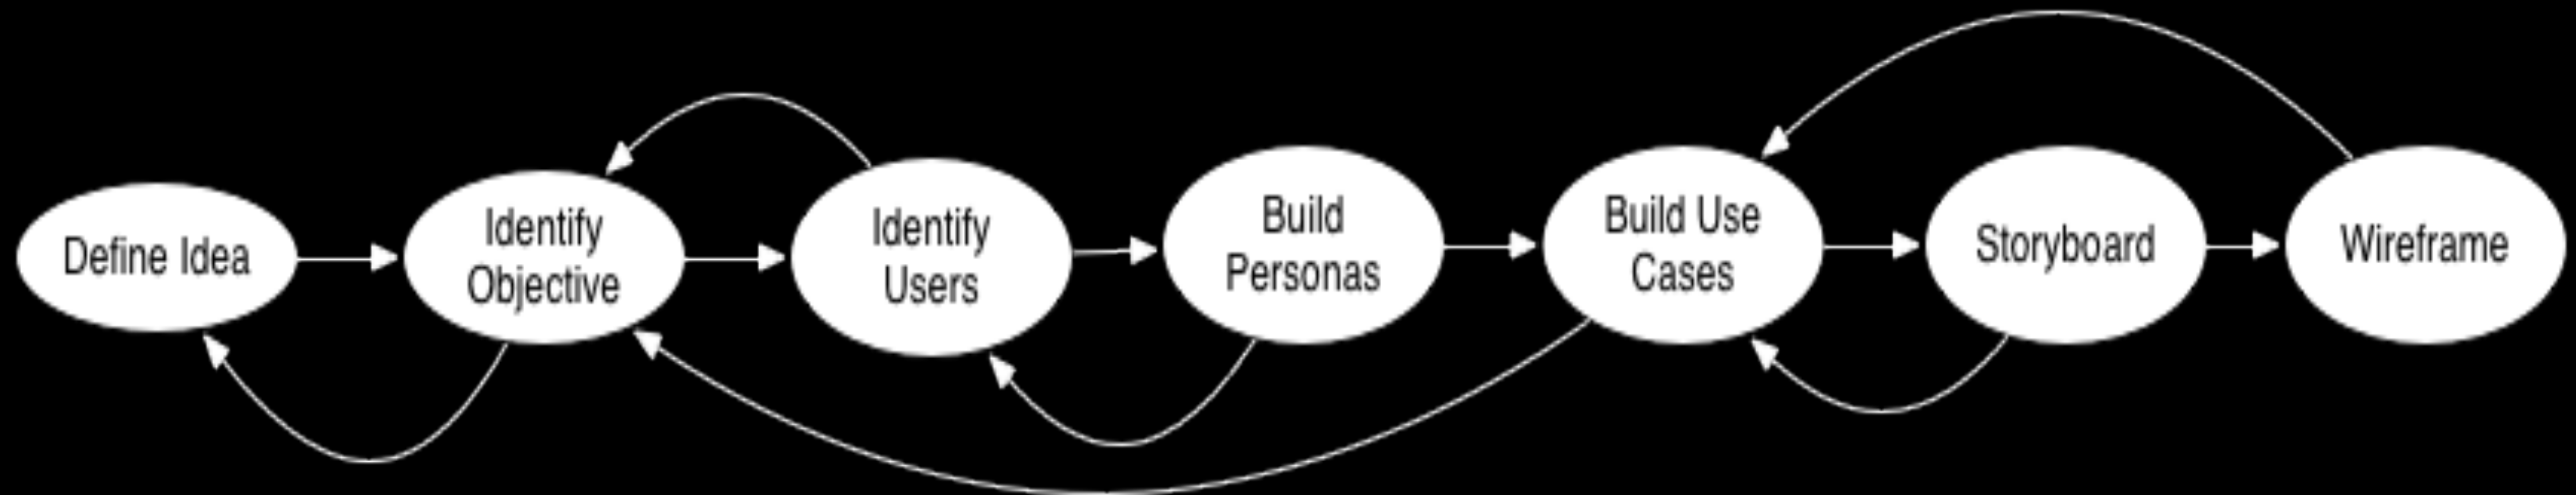 Define Idea
Identify
Objective
Identify
Users
Build
Personas
Build Use
Cases
Storyboard
Wireframe